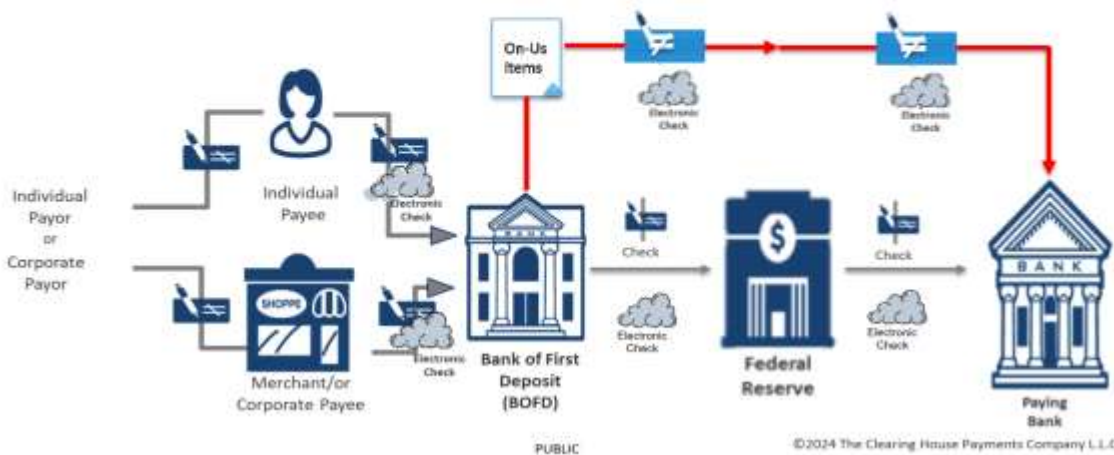 On-Us
Items
Electronic
Check
Electronic
Check
Individual
Payor
or
Corporate
Payor
Individual
Payee
Electronic
Check
SHOPPE
Merchant/or
Corporate Payee
Electronic
Check
BANK
Bank of First
Deposit
(BOFD)
Check
Electronic
Check
$
Federal
Reserve
Check
Electronic
Check
BANK
Paying
Bank
PUBLIC
©2024 The Clearing House Payments Company L.L.C